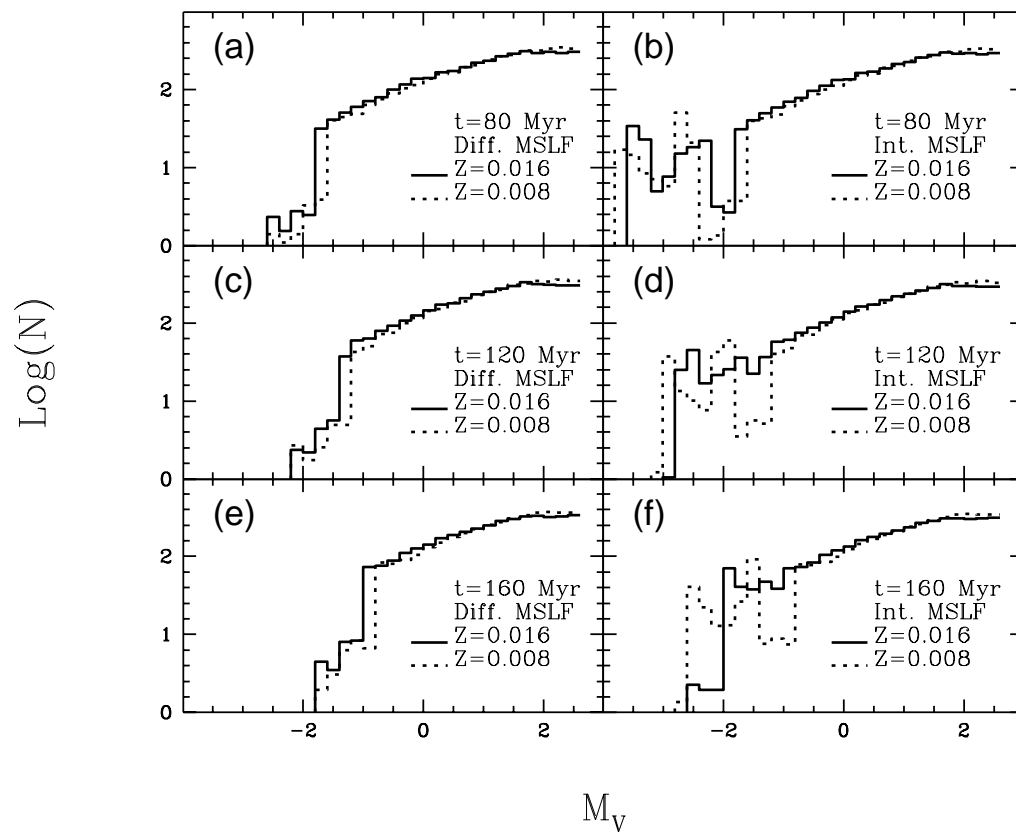 (a)
t=80 Myr
Diff. MSLF
Z=0.016
Z=0.008
2
1
0
(b)
t=80 Myr
Int. MSLF
Z=0.016
Z=0.008
(c)
t=120 Myr
Diff. MSLF
Z=0.016
Z=0.008
2
1
0
(d)
t=120 Myr
Int. MSLF
Z=0.016
Z=0.008
Log(N)
(e)
t=160 Myr
Diff. MSLF
Z=0.016
Z=0.008
2
1
0
(f)
t=160 Myr
Int. MSLF
Z=0.016
Z=0.008
−2 0 2
−2 0 2
M_V